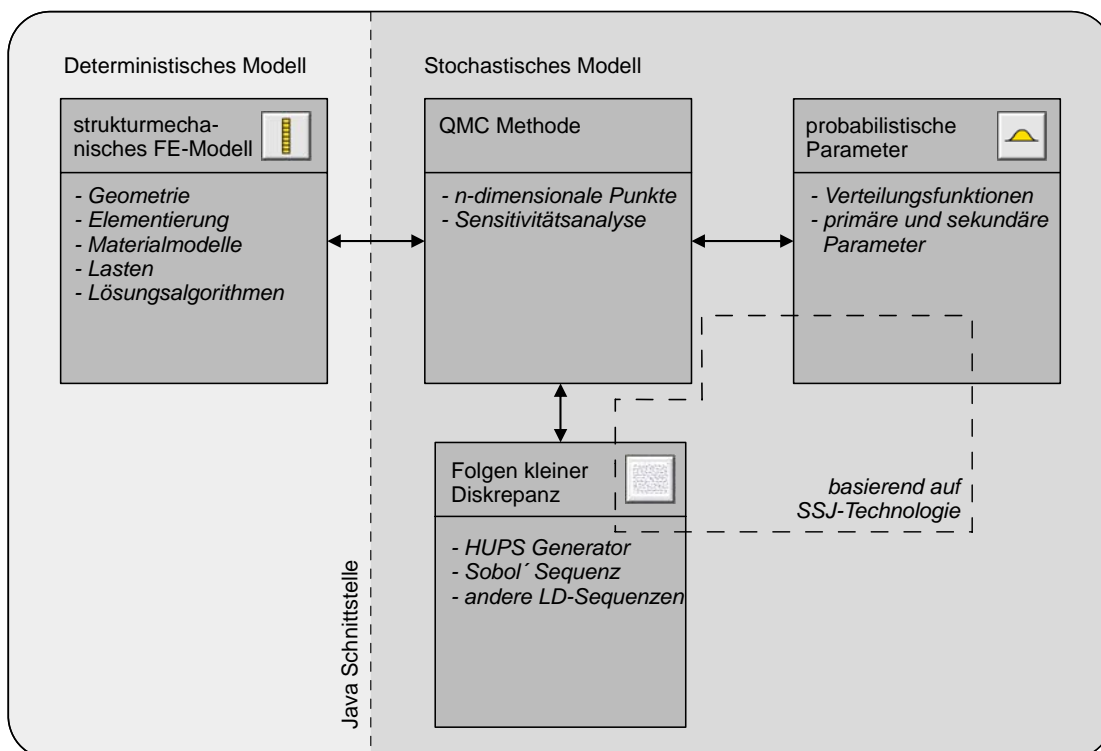 Deterministisches Modell
strukturmecha-
nisches FE-Modell
- Geometrie
- Elementierung
- Materialmodelle
- Lasten
- Lösungsalgorithmen
Stochastisches Modell
QMC Methode
- n-dimensionale Punkte
- Sensitivitätsanalyse
probabilistische
Parameter
- Verteilungsfunktionen
- primäre und sekundäre
Parameter
Folgen kleiner
Diskrepanz
- HUPS Generator
- Sobol´ Sequenz
- andere LD-Sequenzen
basierend auf
SSJ-Technologie
Java Schnittstelle